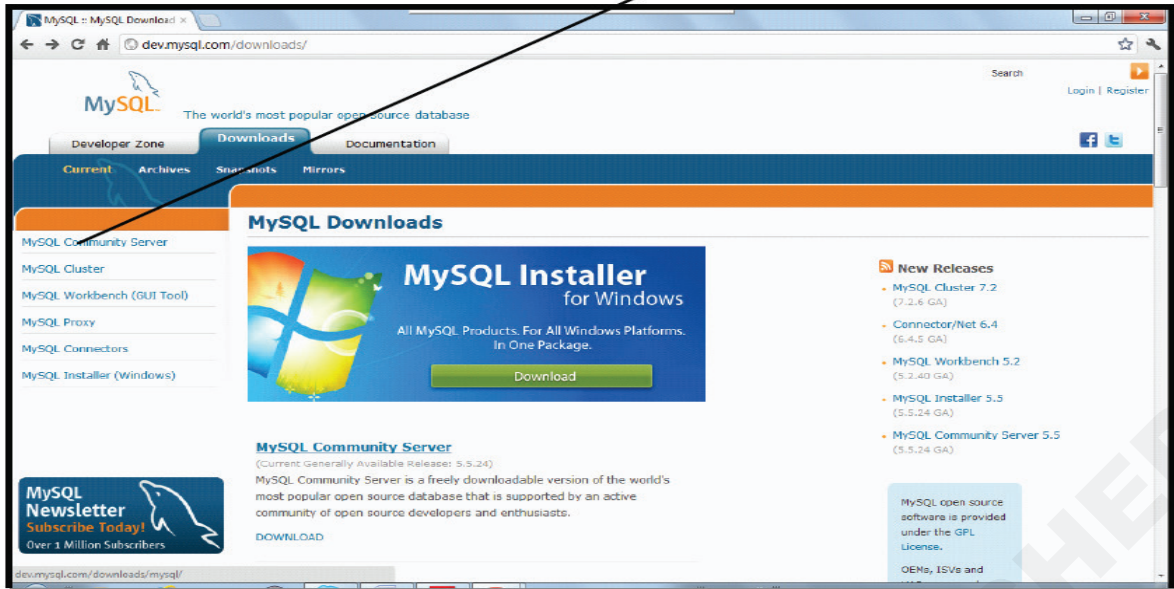 MySQL :: MySQL Download
dev.mysql.com/downloads/
Search
Login | Register
MySQL
The world's most popular open source database
Developer Zone
Downloads
Documentation
Current
Archives
Snapshots
Mirrors
MySQL Community Server
MySQL Cluster
MySQL Workbench (GUI Tool)
MySQL Proxy
MySQL Connectors
MySQL Installer (Windows)
MySQL
Newsletter
Subscribe Today!
Over 1 Million Subscribers
MySQL Downloads
MySQL Installer
for Windows
All MySQL Products. For All Windows Platforms.
In One Package.
Download
MySQL Community Server
(Current Generally Available Release: 5.5.24)
MySQL Community Server is a freely downloadable version of the world's
most popular open source database that is supported by an active
community of open source developers and enthusiasts.
DOWNLOAD
New Releases
MySQL Cluster 7.2
(7.2.6 GA)
Connector/Net 6.4
(6.4.5 GA)
MySQL Workbench 5.2
(5.2.40 GA)
MySQL Installer 5.5
(5.5.24 GA)
MySQL Community Server 5.5
(5.5.24 GA)
MySQL open source
software is provided
under the GPL
License.
OEMs, ISVs and
dev.mysql.com/downloads/mysql/